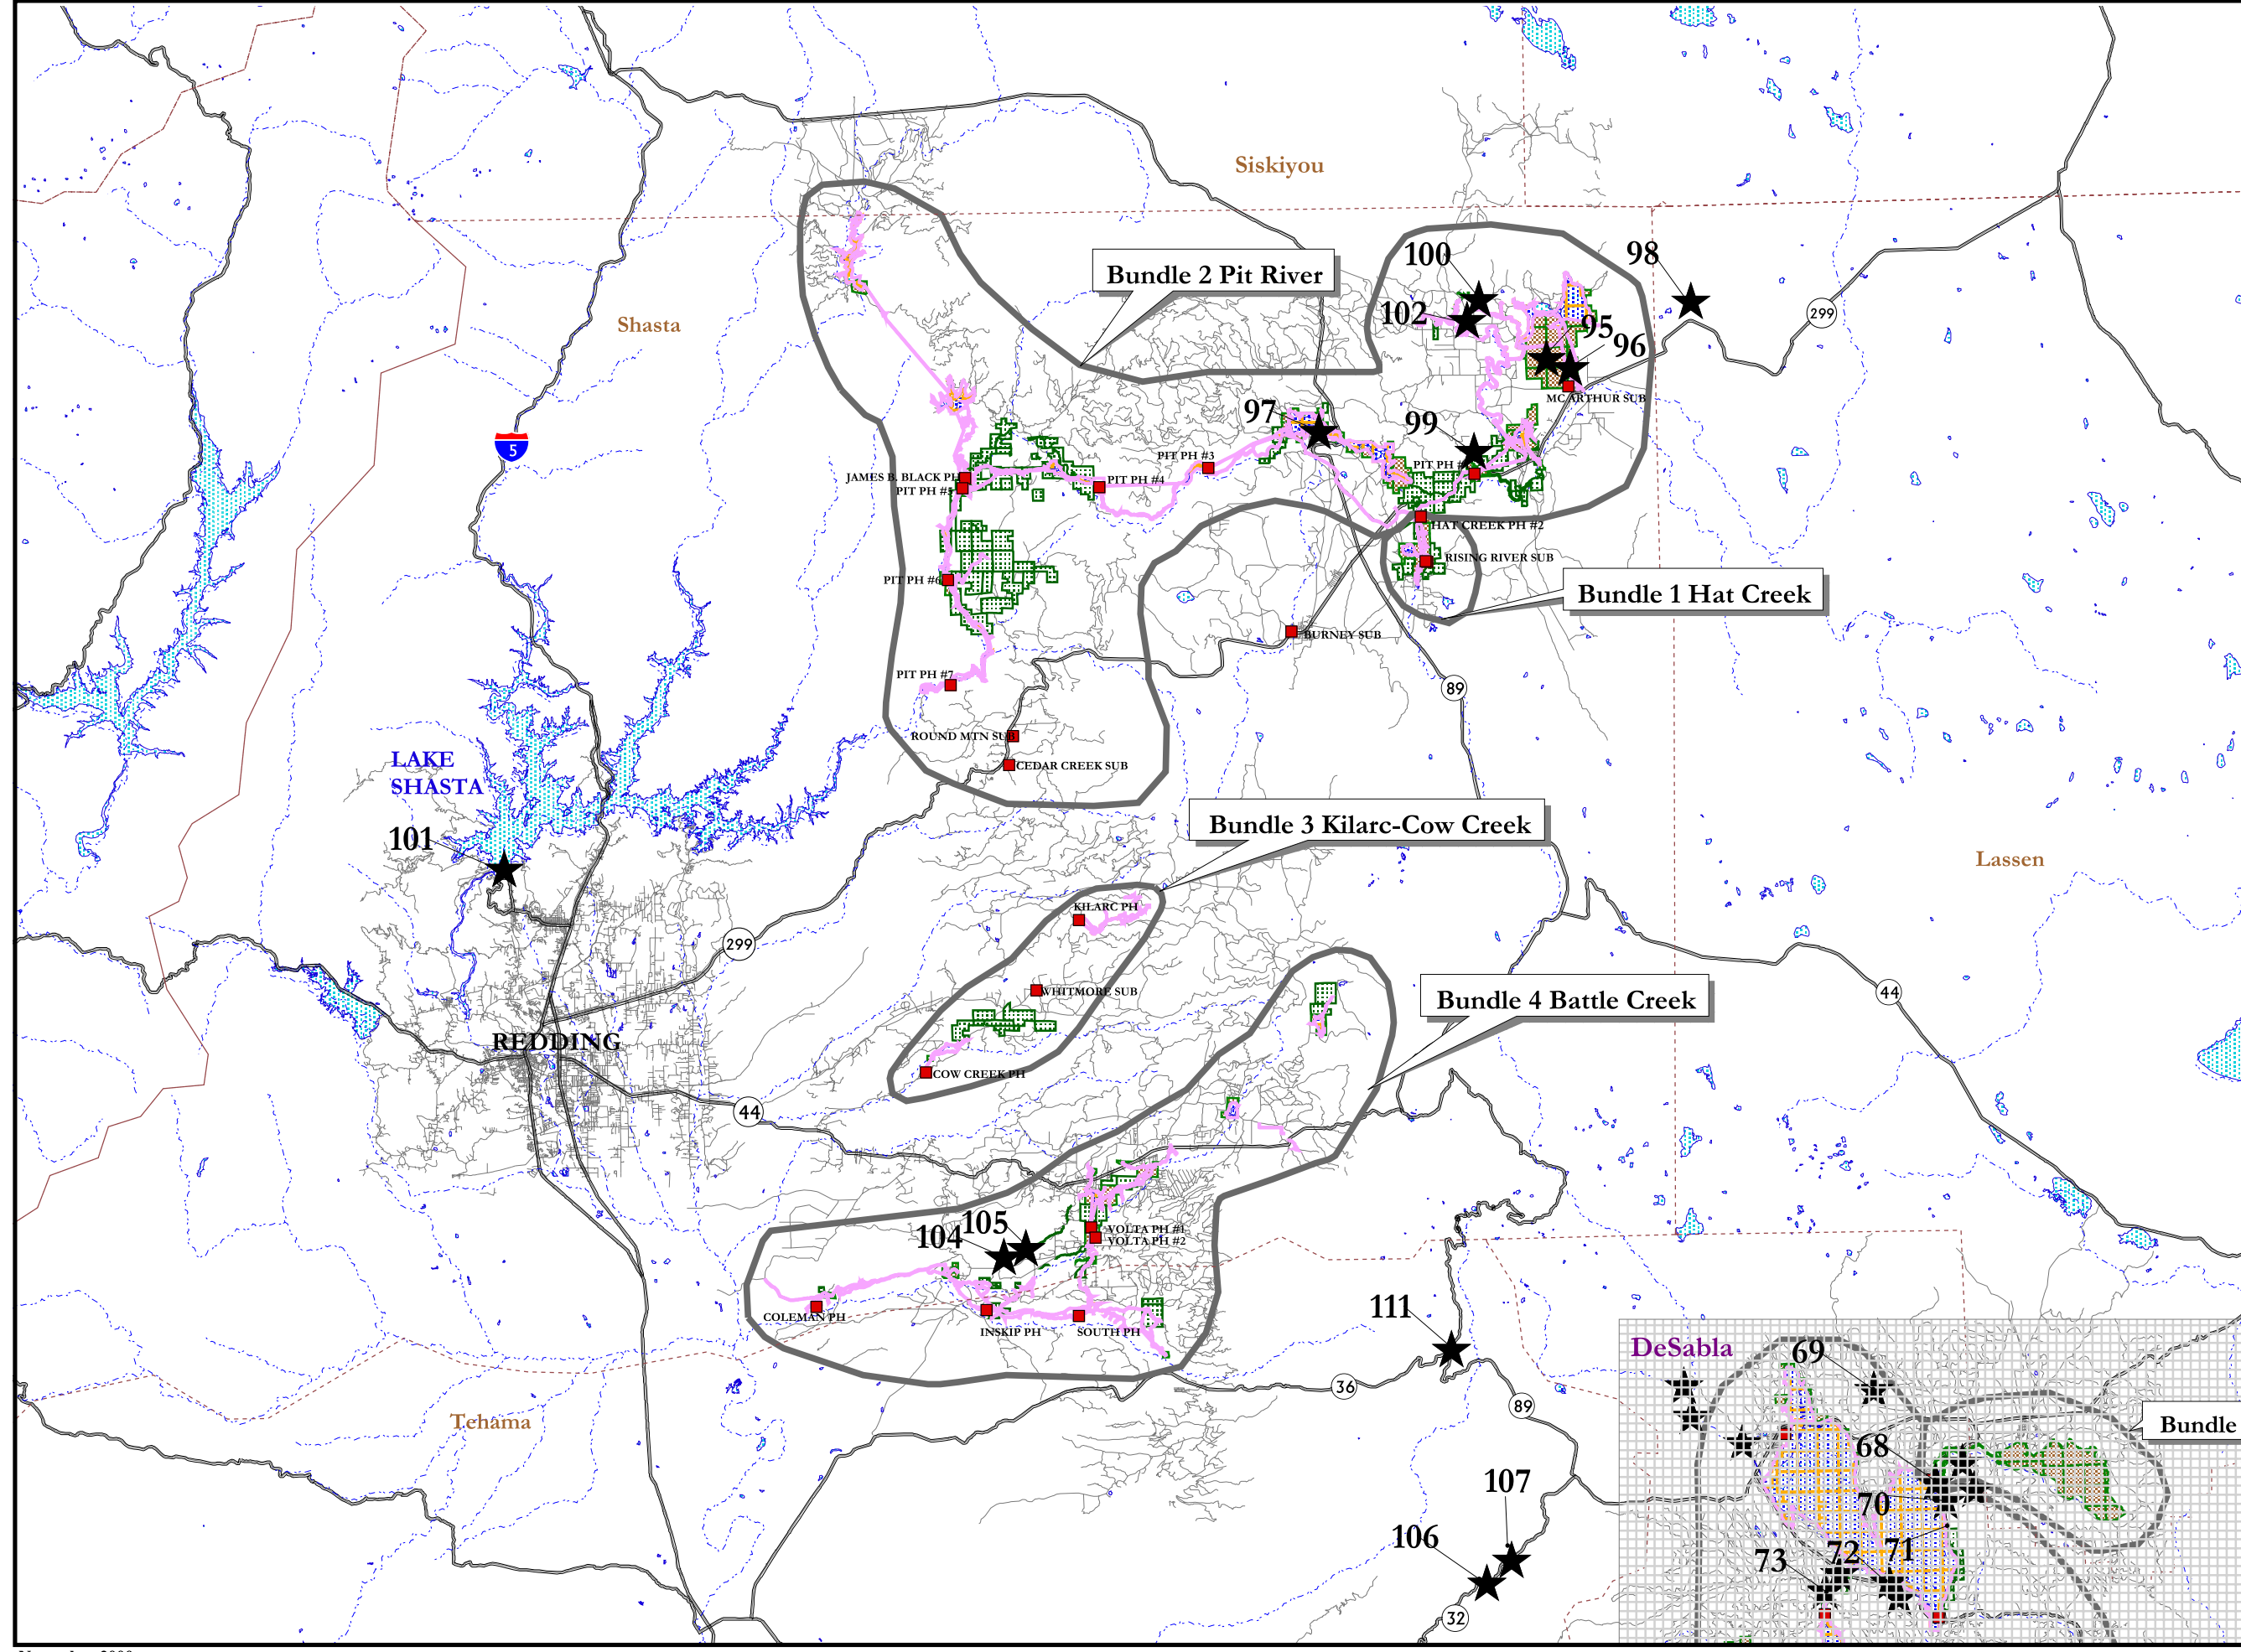 Siskiyou
100
98
Bundle 2 Pit River
102
299
Shasta
95
96
MC ARTHUR SUB
97
99
5
PIT PH #3
PIT PH #
JAMES B. BLACK PH
PIT PH #4
PIT PH #5
HAT CREEK PH #2
RISING RIVER SUB
PIT PH #6
Bundle 1 Hat Creek
BURNEY SUB
PIT PH #7
89
ROUND MTN SUB
LAKE
SHASTA
CEDAR CREEK SUB
Bundle 3 Kilarc-Cow Creek
101
Lassen
KILARC PH
299
WHITMORE SUB
44
Bundle 4 Battle Creek
REDDING
COW CREEK PH
44
105
104
VOLTA PH #1
VOLTA PH #2
111
COLEMAN PH
INSKIP PH
SOUTH PH
DeSabla
69
36
89
Tehama
Bundle
68
107
70
106
73
72
71
32